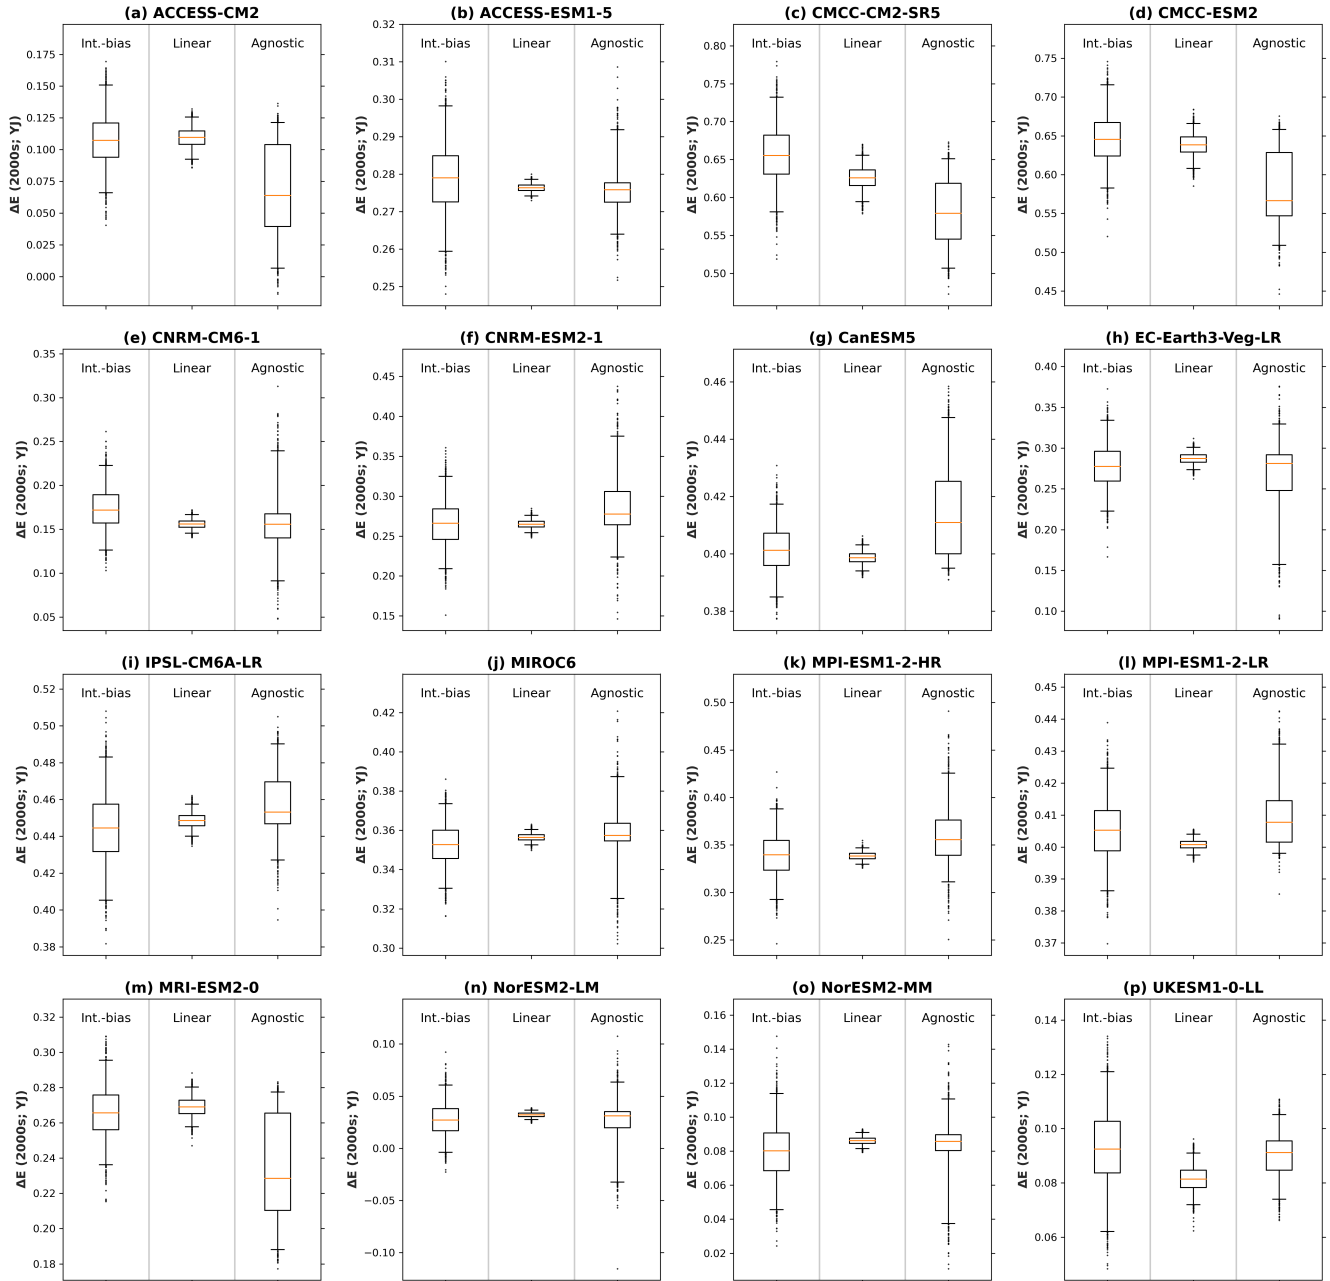 (a) ACCESS-CM2
Int.-bias Linear Agnostic
0.175
0.150
0.125
0.100
0.075
0.050
0.025
0.000
ΔE (2000s; YJ)
(b) ACCESS-ESM1-5
Int.-bias Linear Agnostic
0.32
0.31
0.30
0.29
0.28
0.27
0.26
0.25
ΔE (2000s; YJ)
(c) CMCC-CM2-SR5
Int.-bias Linear Agnostic
0.80
0.75
0.70
0.65
0.60
0.55
0.50
ΔE (2000s; YJ)
(d) CMCC-ESM2
Int.-bias Linear Agnostic
0.75
0.70
0.65
0.60
0.55
0.50
0.45
ΔE (2000s; YJ)
(e) CNRM-CM6-1
Int.-bias Linear Agnostic
0.35
0.30
0.25
0.20
0.15
0.10
0.05
ΔE (2000s; YJ)
(f) CNRM-ESM2-1
Int.-bias Linear Agnostic
0.45
0.40
0.35
0.30
0.25
0.20
0.15
ΔE (2000s; YJ)
(g) CanESM5
Int.-bias Linear Agnostic
0.46
0.44
0.42
0.40
0.38
ΔE (2000s; YJ)
(h) EC-Earth3-Veg-LR
Int.-bias Linear Agnostic
0.40
0.35
0.30
0.25
0.20
0.15
0.10
ΔE (2000s; YJ)
(i) IPSL-CM6A-LR
Int.-bias Linear Agnostic
0.52
0.50
0.48
0.46
0.44
0.42
0.40
0.38
ΔE (2000s; YJ)
(j) MIROC6
Int.-bias Linear Agnostic
0.42
0.40
0.38
0.36
0.34
0.32
0.30
ΔE (2000s; YJ)
(k) MPI-ESM1-2-HR
Int.-bias Linear Agnostic
0.50
0.45
0.40
0.35
0.30
0.25
ΔE (2000s; YJ)
(l) MPI-ESM1-2-LR
Int.-bias Linear Agnostic
0.45
0.44
0.43
0.42
0.41
0.40
0.39
0.38
0.37
ΔE (2000s; YJ)
(m) MRI-ESM2-0
Int.-bias Linear Agnostic
0.32
0.30
0.28
0.26
0.24
0.22
0.20
0.18
ΔE (2000s; YJ)
(n) NorESM2-LM
Int.-bias Linear Agnostic
0.10
0.05
0.00
−0.05
−0.10
ΔE (2000s; YJ)
(o) NorESM2-MM
Int.-bias Linear Agnostic
0.16
0.14
0.12
0.10
0.08
0.06
0.04
0.02
ΔE (2000s; YJ)
(p) UKESM1-0-LL
Int.-bias Linear Agnostic
0.14
0.12
0.10
0.08
0.06
ΔE (2000s; YJ)